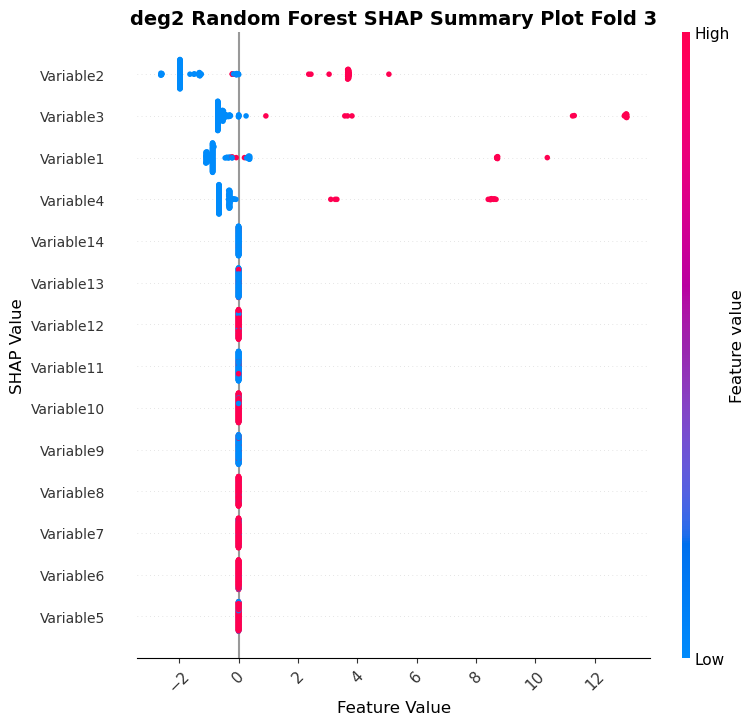 deg2 Random Forest SHAP Summary Plot Fold 3
High
Variable2
Variable3
Variable1
Variable4
Variable14
Variable13
Variable12
Variable11
Variable10
Variable9
Variable8
Variable7
Variable6
Variable5
SHAP Value
Feature value
Low
−2
0
2
4
6
8
10
12
Feature Value